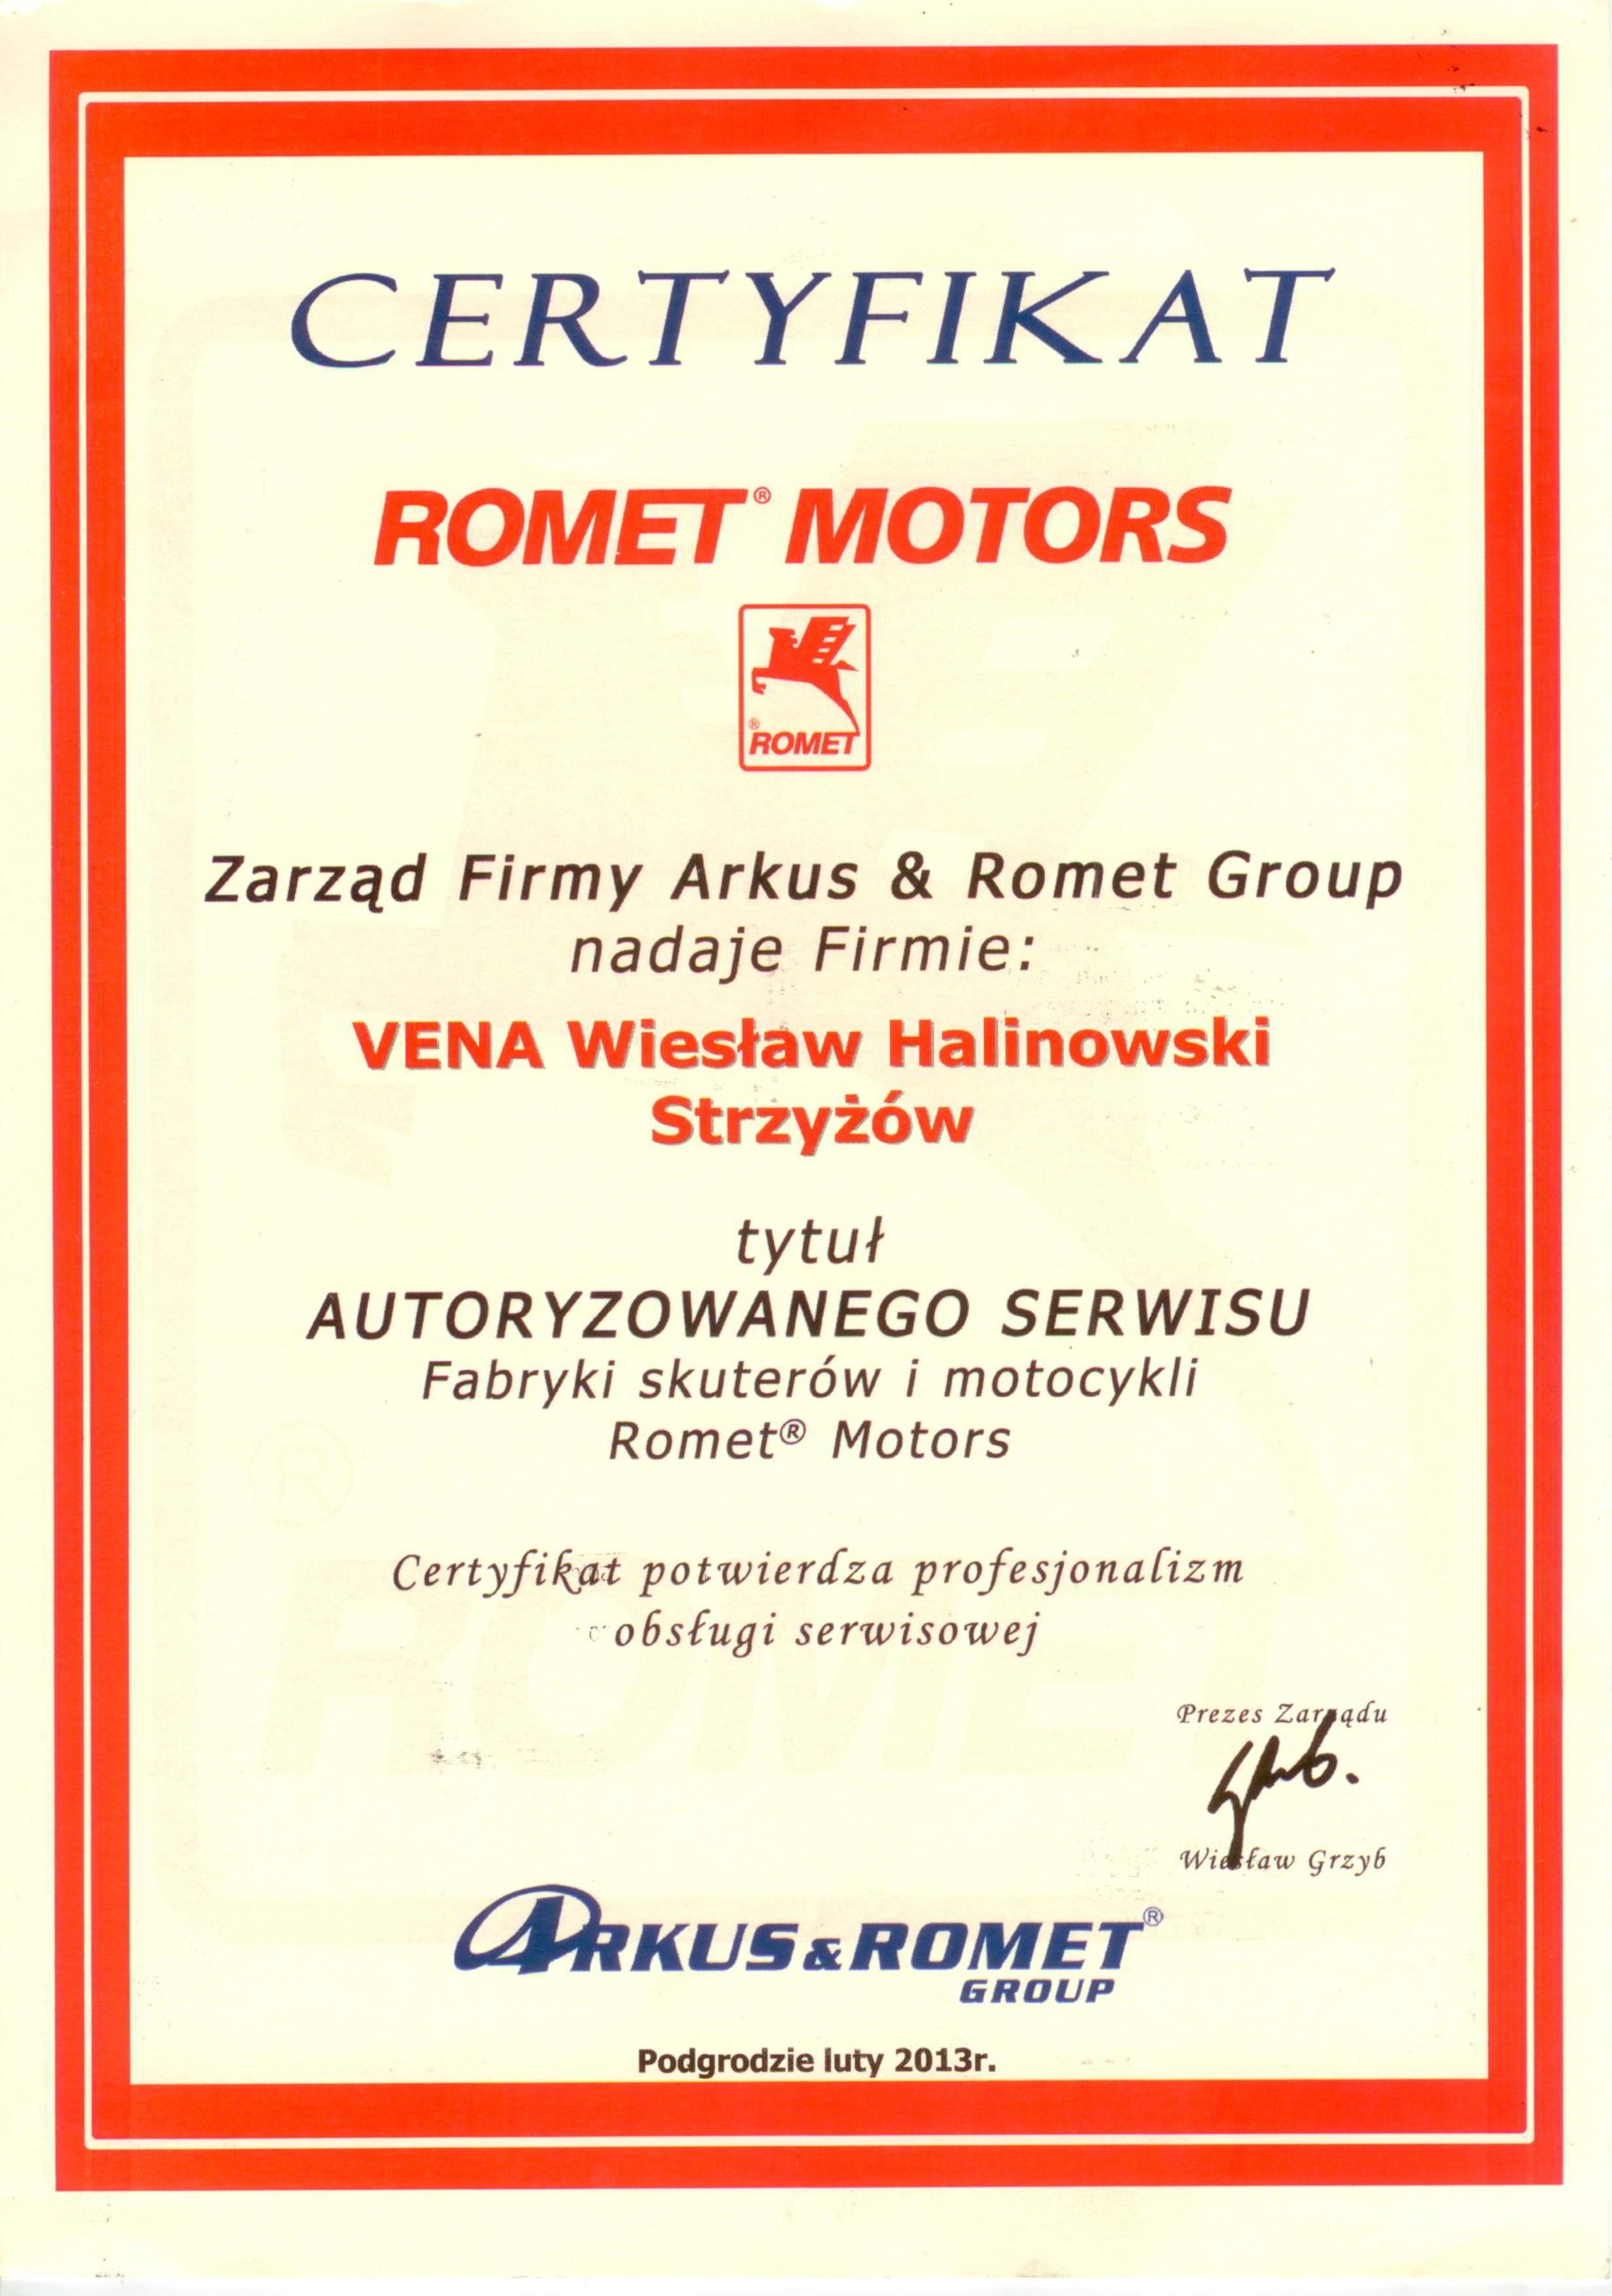 CERTYFIKAT
ROMET® MOTORS
®
ROMET
Zarząd Firmy Arkus & Romet Group
nadaje Firmie:
VENA Wiesław Halinowski
Strzyżów
tytuł
AUTORYZOWANEGO SERWISU
Fabryki skuterów i motocykli
Romet® Motors
Certyfikat potwierdza profesjonalizm
obsługi serwisowej
Prezes Zarządu
Wiesław Grzyb
ARKUS&ROMET®
GROUP
Podgrodzie luty 2013r.